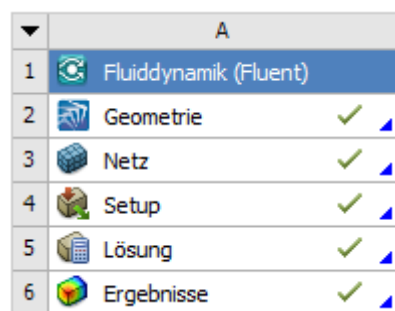 A
1 Fluiddynamik (Fluent)
2 Geometrie
3 Netz
4 Setup
5 Lösung
6 Ergebnisse